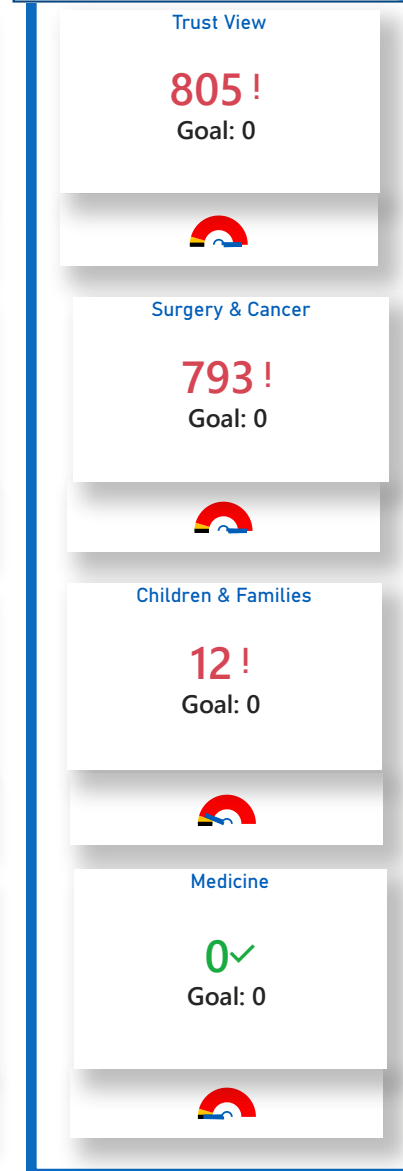 Trust View
805 !
Goal: 0
Surgery & Cancer
793 !
Goal: 0
Children & Families
12 !
Goal: 0
Medicine
0
Goal: 0